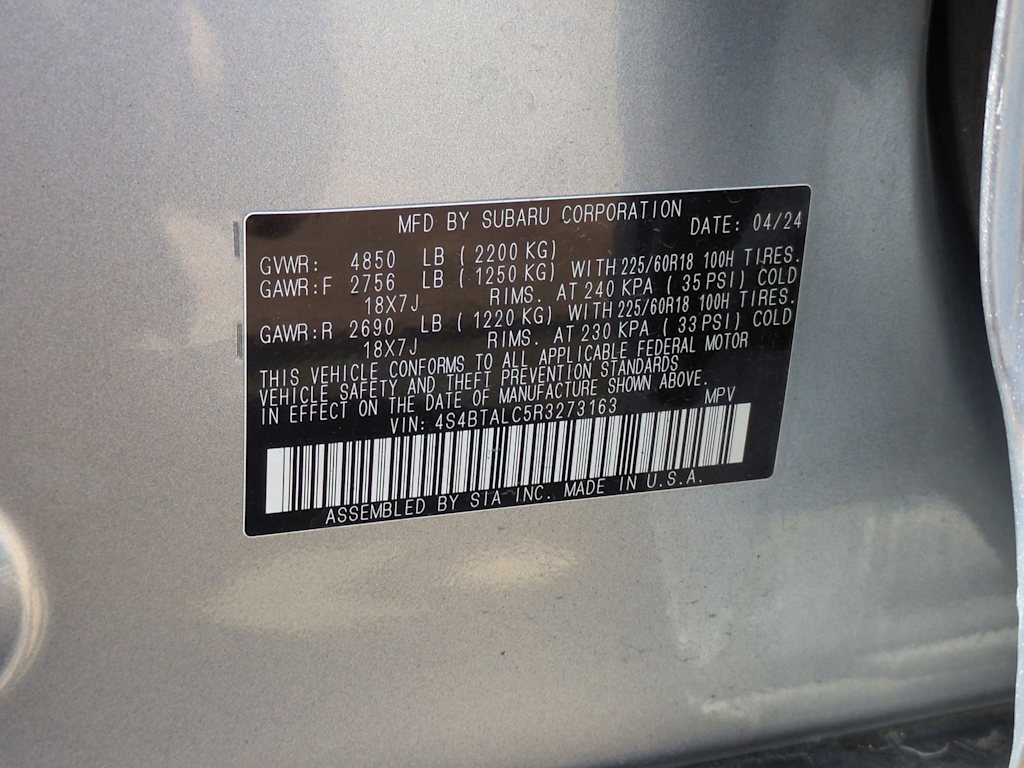 MFD BY SUBARU CORPORATION DATE: 04/24
GVWR: 4850 LB ( 2200 KG)
GAWR:F 2756 LB ( 1250 KG) WITH 225/60R18 100H TIRES.
18X7J RIMS. AT 240 KPA ( 35 PSI) COLD
GAWR:R 2690 LB ( 1220 KG) WITH 225/60R18 100H TIRES.
18X7J RIMS. AT 230 KPA ( 33 PSI) COLD
THIS VEHICLE CONFORMS TO ALL APPLICABLE FEDERAL MOTOR
VEHICLE SAFETY AND THEFT PREVENTION STANDARDS
IN EFFECT ON THE DATE OF MANUFACTURE SHOWN ABOVE.
VIN: 4S4BTALC5R3273163 MPV
ASSEMBLED BY SIA INC. MADE IN U.S.A.